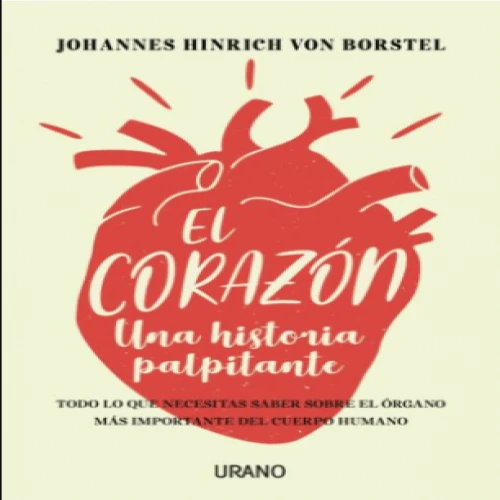 JOHANNES HINRICH VON BORSTEL
EL
CORAZÓN
Una historia
palpitante
TODO LO QUE NECESITAS SABER SOBRE EL ÓRGANO
MÁS IMPORTANTE DEL CUERPO HUMANO
URANO